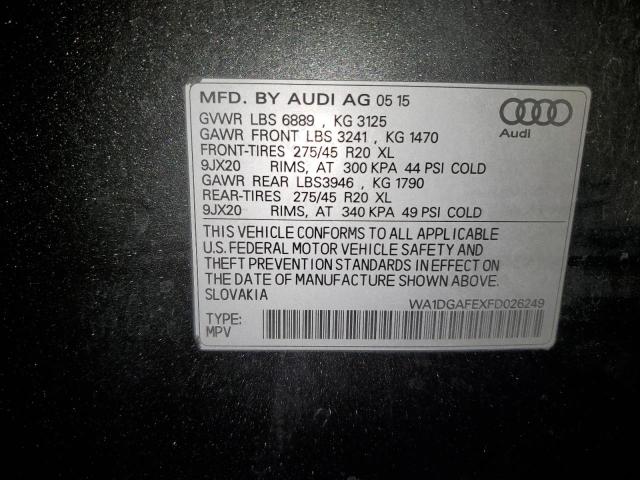 MFD. BY AUDI AG 05 15
GVWR LBS 6889 , KG 3125
GAWR FRONT LBS 3241 , KG 1470
FRONT-TIRES 275/45 R20 XL
9JX20 RIMS, AT 300 KPA 44 PSI COLD
GAWR REAR LBS3946 , KG 1790
REAR-TIRES 275/45 R20 XL
9JX20 RIMS, AT 340 KPA 49 PSI COLD
Audi
THIS VEHICLE CONFORMS TO ALL APPLICABLE
U.S. FEDERAL MOTOR VEHICLE SAFETY AND
THEFT PREVENTION STANDARDS IN EFFECT ON
THE DATE OF MANUFACTURE SHOWN ABOVE.
SLOVAKIA
WA1DGAFEXFD026249
TYPE:
MPV